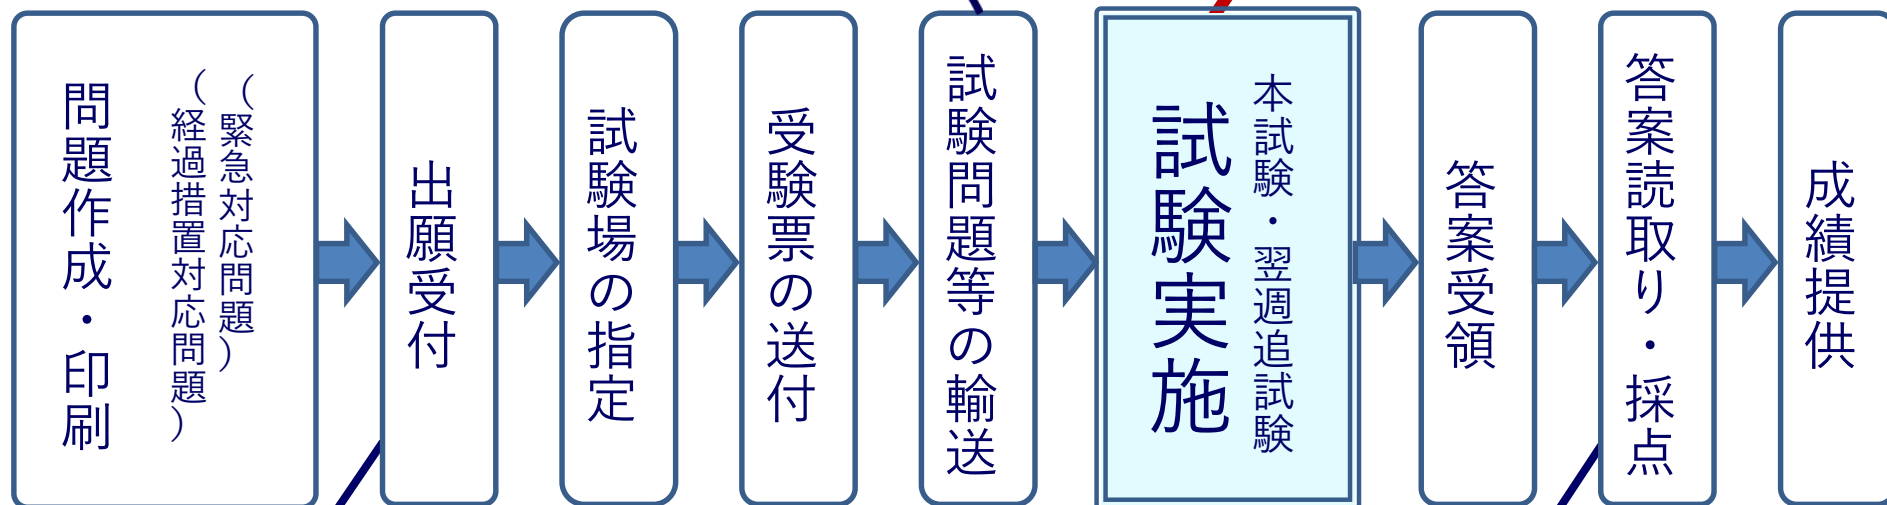 問題作成・印刷
（緊急対応問題）
（経過措置対応問題）
出願受付
試験場の指定
受験票の送付
試験問題等の輸送
本試験・翌週追試験
試験実施
答案受領
答案読取り・採点
成績提供